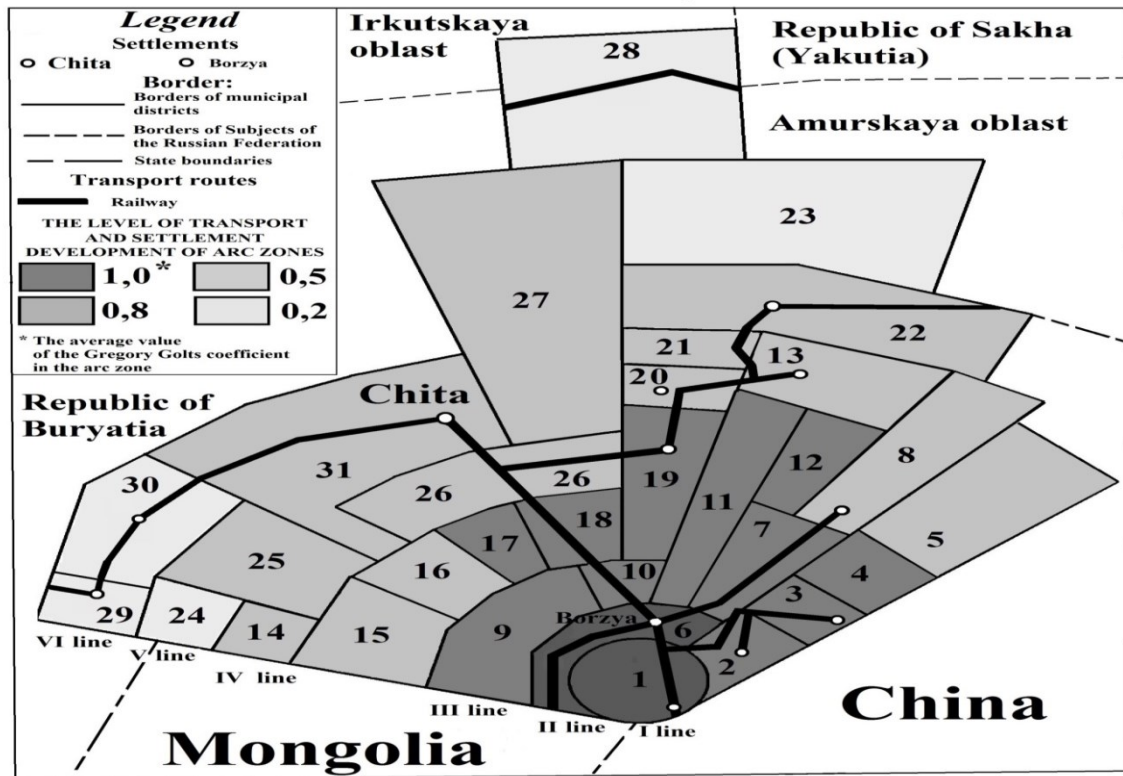 Legend
Settlements
Chita Borzya
Border:
Borders of municipal
districts
Borders of Subjects of
the Russian Federation
State boundaries
Transport routes
Railway
THE LEVEL OF TRANSPORT
AND SETTLEMENT
DEVELOPMENT OF ARC ZONES
1,0* 0,5
0,8 0,2
* The average value
of the Gregory Golts coefficient
in the arc zone
Irkutskaya
oblast
28
Republic of Sakha
(Yakutia)
Amurskaya oblast
23
27
22
21
13
20
Republic of
Buryatia
Chita
31
30
26
26
19
12
8
11
18
17
7
5
25
16
10
4
3
29
24
14
15
9
Borzya
6
2
1
VI line
V line
IV line
III line
II line
I line
Mongolia
China